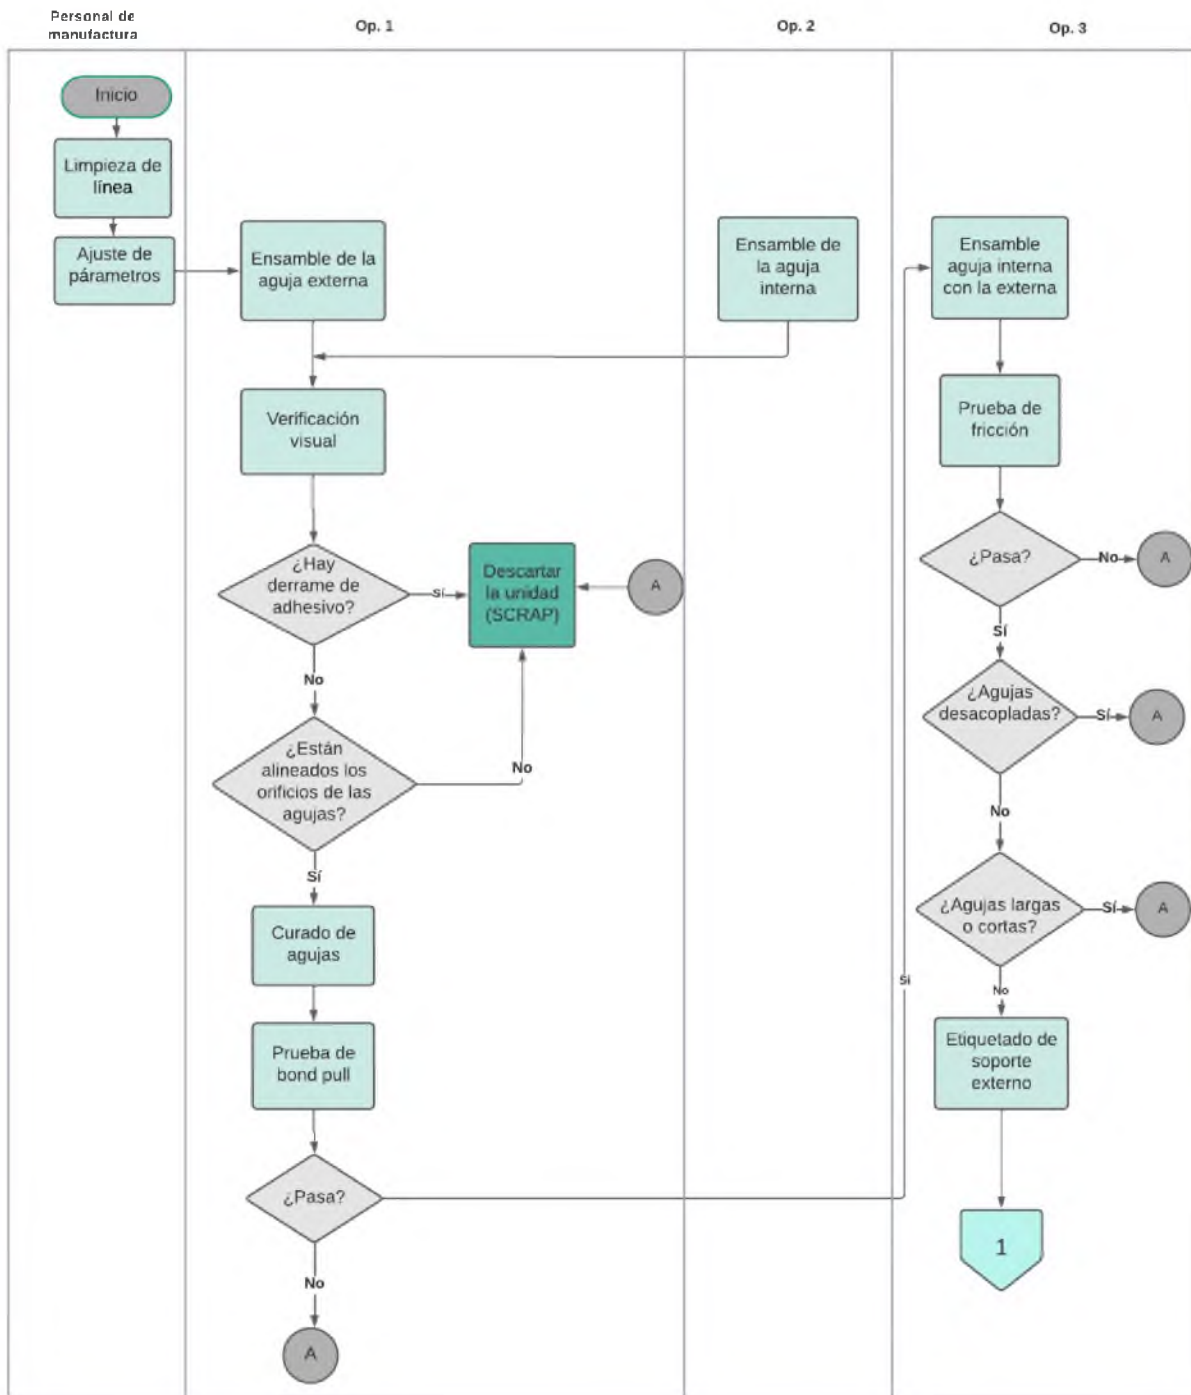 Personal de
manufactura
Op. 1
Op. 2
Op. 3
Inicio
Limpieza de
línea
Ajuste de
párametros
Ensamble de la
aguja externa
Ensamble de
la aguja
interna
Ensamble
aguja interna
con la externa
Verificación
visual
Prueba de
fricción
¿Hay
derrame de
adhesivo?
Sí
Descartar
la unidad
(SCRAP)
A
¿Pasa?
No
A
No
Sí
¿Están
alineados los
orificios de las
agujas?
No
¿Agujas
desacopladas?
Sí
A
No
Sí
Curado de
agujas
¿Agujas largas
o cortas?
Sí
A
Sí
No
Prueba de
bond pull
Etiquetado de
soporte
externo
¿Pasa?
1
No
A